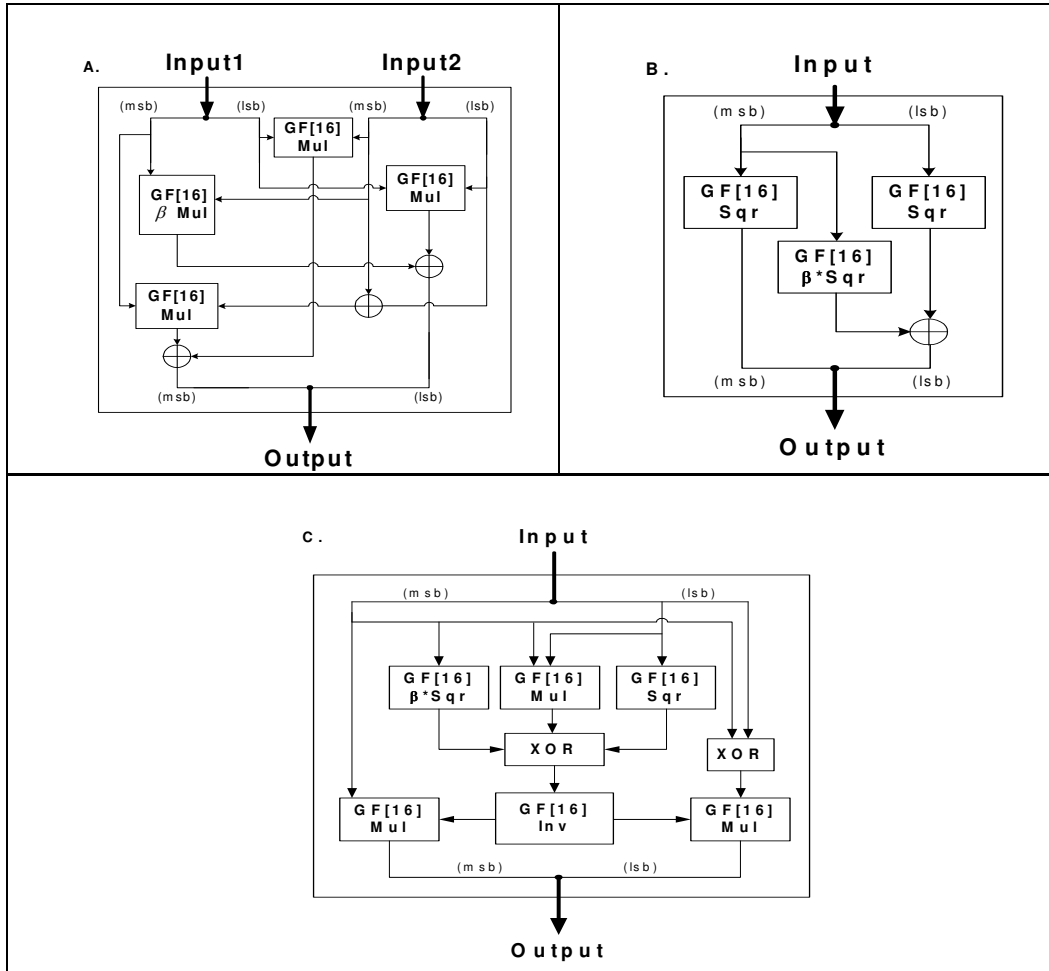 A.
Input1 Input2
(msb) (lsb) (msb) (lsb)
GF[16]
Mul
GF[16]
Mul
GF[16]
β Mul
GF[16]
Mul
(msb) (lsb)
Output
B.
Input
(msb) (lsb)
GF[16]
Sqr
GF[16]
Sqr
GF[16]
β*Sqr
(msb) (lsb)
Output
C.
Input
(msb) (lsb)
GF[16]
β*Sqr
GF[16]
Mul
GF[16]
Sqr
XOR
XOR
GF[16]
Mul
GF[16]
Inv
GF[16]
Mul
(msb) (lsb)
Output